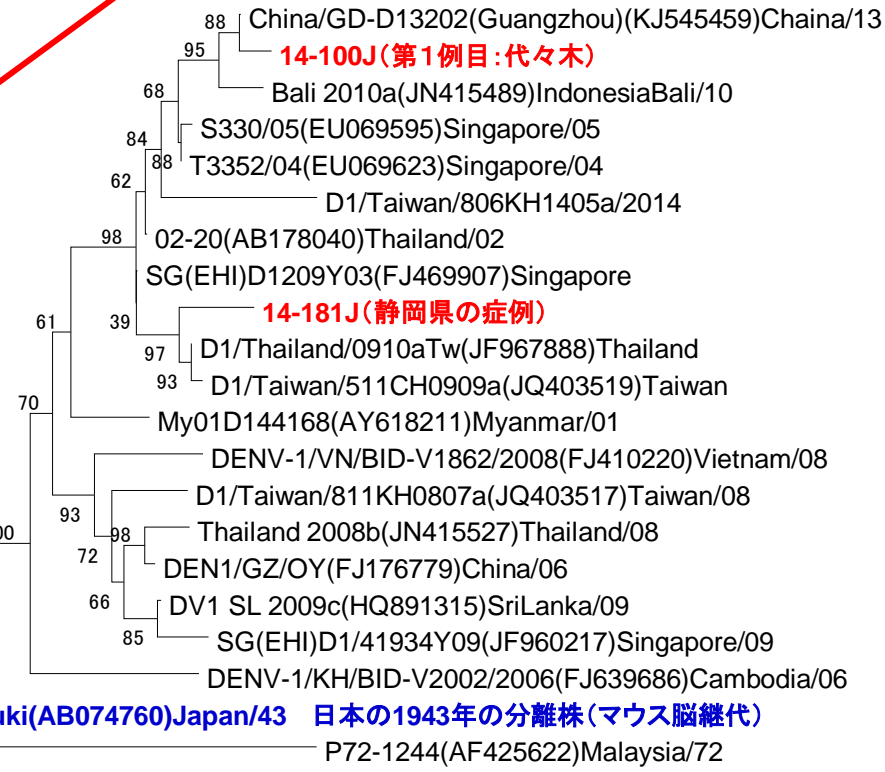 88
China/GD-D13202(Guangzhou)(KJ545459)Chaina/13
95
14-100J（第１例目：代々木）
Bali 2010a(JN415489)IndonesiaBali/10
68
S330/05(EU069595)Singapore/05
84
88
T3352/04(EU069623)Singapore/04
62
D1/Taiwan/806KH1405a/2014
98
02-20(AB178040)Thailand/02
SG(EHI)D1209Y03(FJ469907)Singapore
14-181J（静岡県の症例）
61
39
D1/Thailand/0910aTw(JF967888)Thailand
97
93
D1/Taiwan/511CH0909a(JQ403519)Taiwan
70
My01D144168(AY618211)Myanmar/01
DENV-1/VN/BID-V1862/2008(FJ410220)Vietnam/08
D1/Taiwan/811KH0807a(JQ403517)Taiwan/08
93
98
Thailand 2008b(JN415527)Thailand/08
00
72
DEN1/GZ/OY(FJ176779)China/06
66
DV1 SL 2009c(HQ891315)SriLanka/09
85
SG(EHI)D1/41934Y09(JF960217)Singapore/09
DENV-1/KH/BID-V2002/2006(FJ639686)Cambodia/06
uki(AB074760)Japan/43　日本の1943年の分離株（マウス脳継代）
P72-1244(AF425622)Malaysia/72